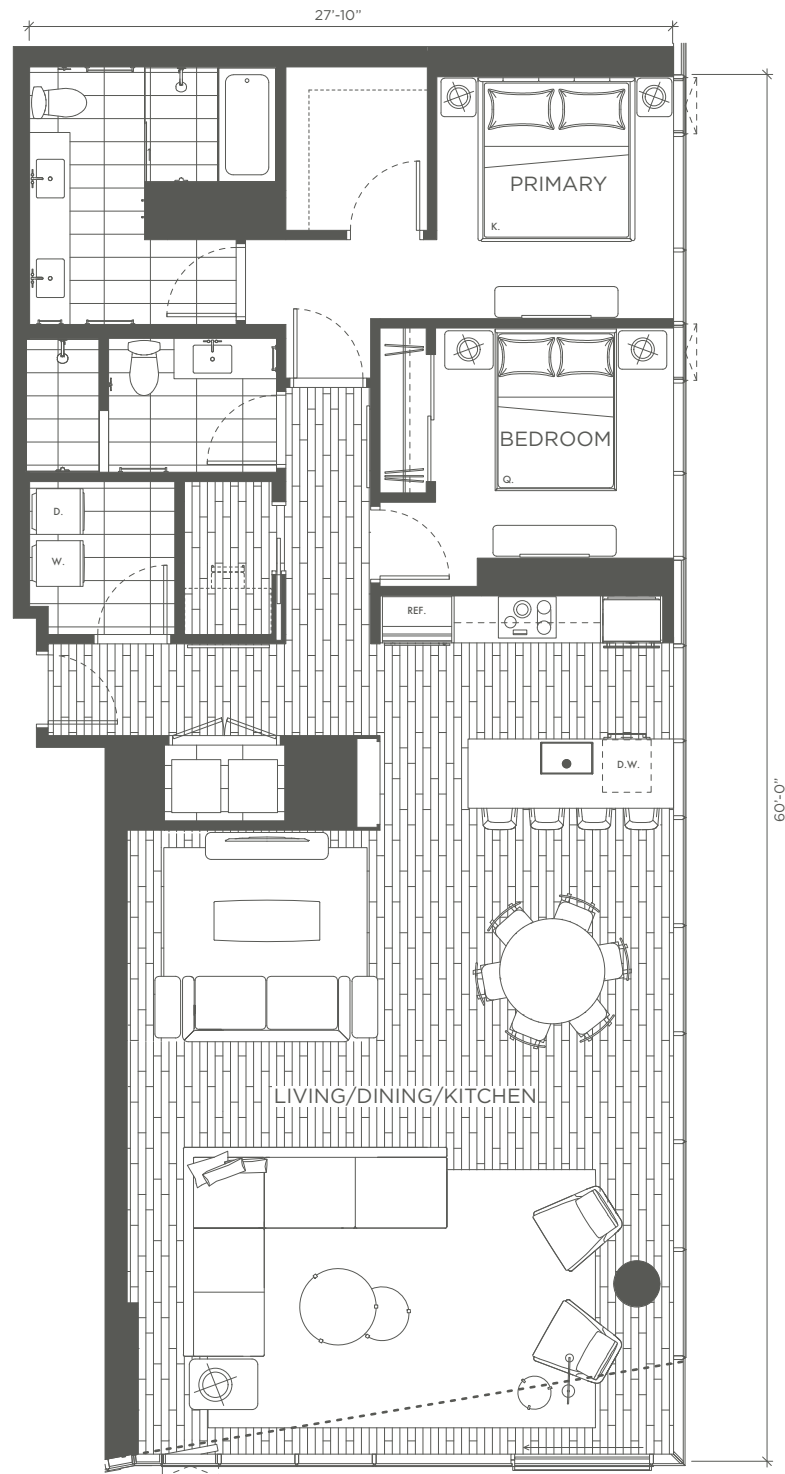 27'-10"
PRIMARY
K.
BEDROOM
Q.
D.
W.
REF.
D.W.
60'-0"
LIVING/DINING/KITCHEN